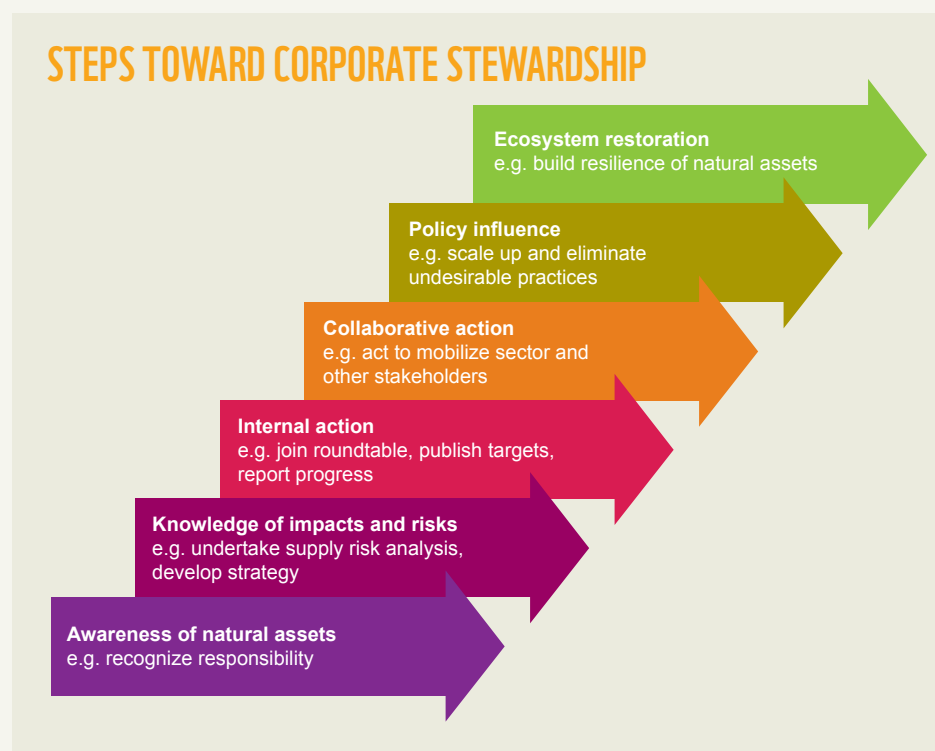 STEPS TOWARD CORPORATE STEWARDSHIP
Ecosystem restoration
e.g. build resilience of natural assets
Policy influence
e.g. scale up and eliminate
undesirable practices
Collaborative action
e.g. act to mobilize sector and
other stakeholders
Internal action
e.g. join roundtable, publish targets,
report progress
Knowledge of impacts and risks
e.g. undertake supply risk analysis,
develop strategy
Awareness of natural assets
e.g. recognize responsibility